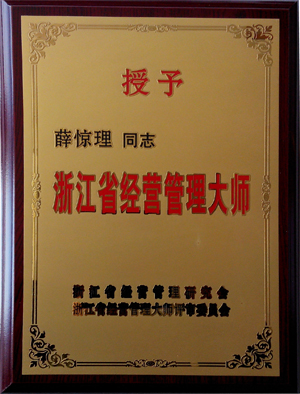 授予
薛惊理 同志
浙江省经营管理大师
浙江省经营管理研究会
浙江省经营管理大师评审委员会